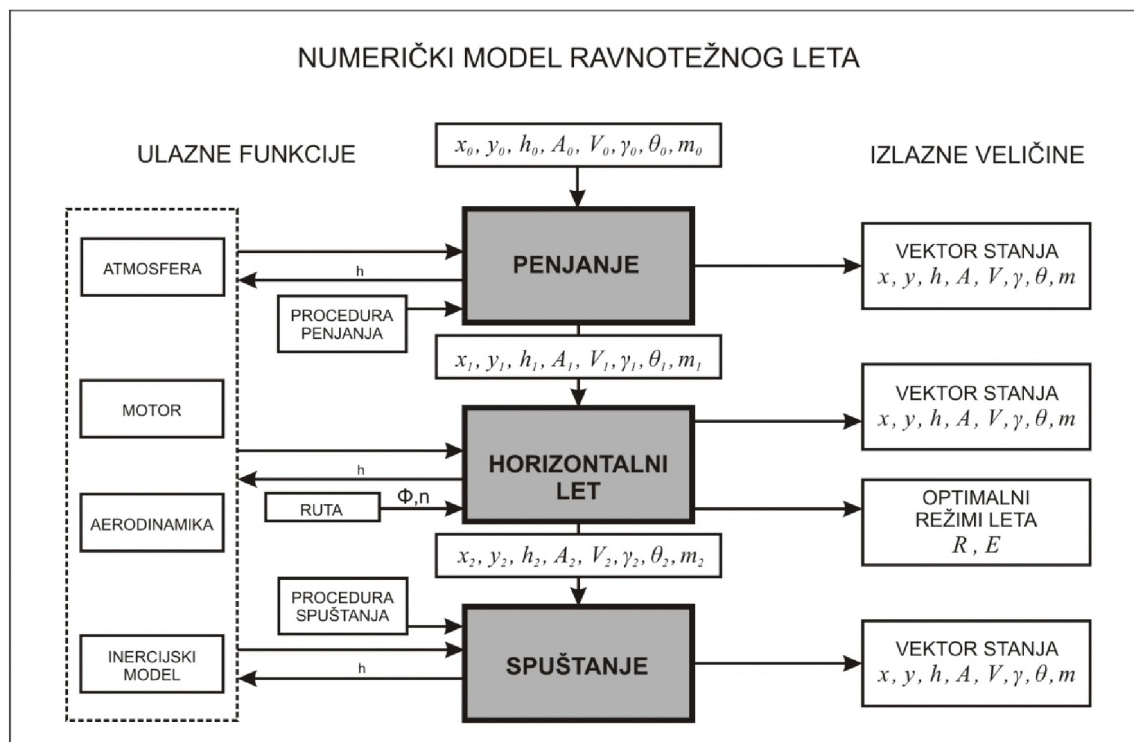 NUMERIČKI MODEL RAVNOTEŽNOG LETA
ULAZNE FUNKCIJE
x₀, y₀, h₀, A₀, V₀, γ₀, θ₀, m₀
IZLAZNE VELIČINE
ATMOSFERA
h
PENJANJE
VEKTOR STANJA
x, y, h, A, V, γ, θ, m
PROCEDURA
PENJANJA
x₁, y₁, h₁, A₁, V₁, γ₁, θ₁, m₁
MOTOR
h
HORIZONTALNI
LET
VEKTOR STANJA
x, y, h, A, V, γ, θ, m
RUTA
Φ,n
AERODINAMIKA
OPTIMALNI
REŽIMI LETA
R , E
x₂, y₂, h₂, A₂, V₂, γ₂, θ₂, m₂
PROCEDURA
SPUŠTANJA
INERCIJSKI
MODEL
h
SPUŠTANJE
VEKTOR STANJA
x, y, h, A, V, γ, θ, m